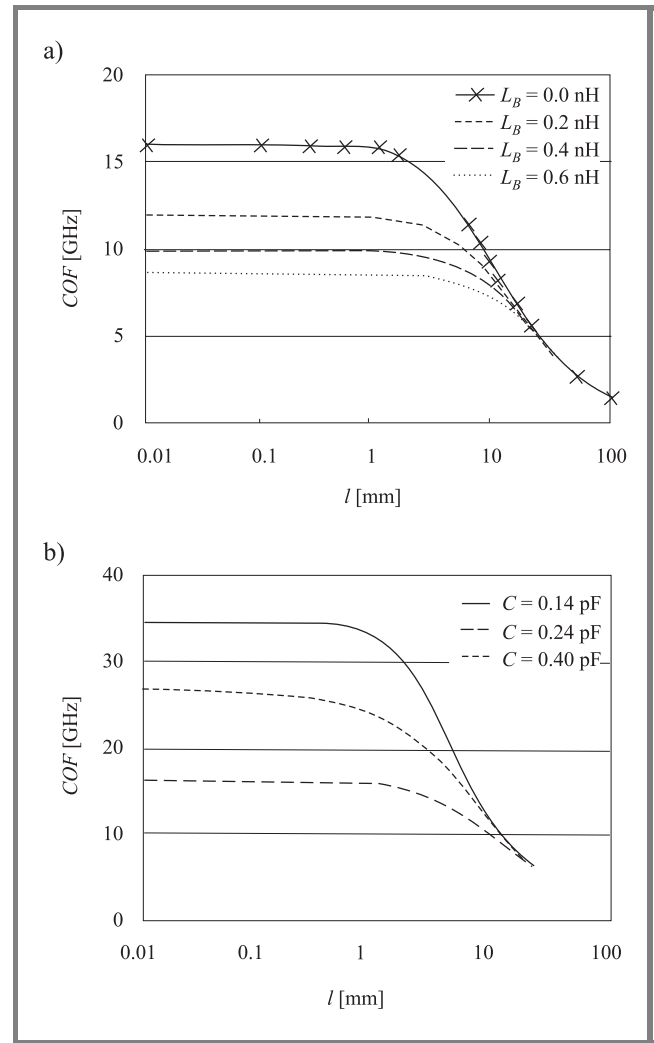 a)
20
15
10
5
0
COF [GHz]
L_B = 0.0 nH
L_B = 0.2 nH
L_B = 0.4 nH
L_B = 0.6 nH
0.01 0.1 1 10 100
l [mm]
b)
40
30
20
10
0
COF [GHz]
C = 0.14 pF
C = 0.24 pF
C = 0.40 pF
0.01 0.1 1 10 100
l [mm]